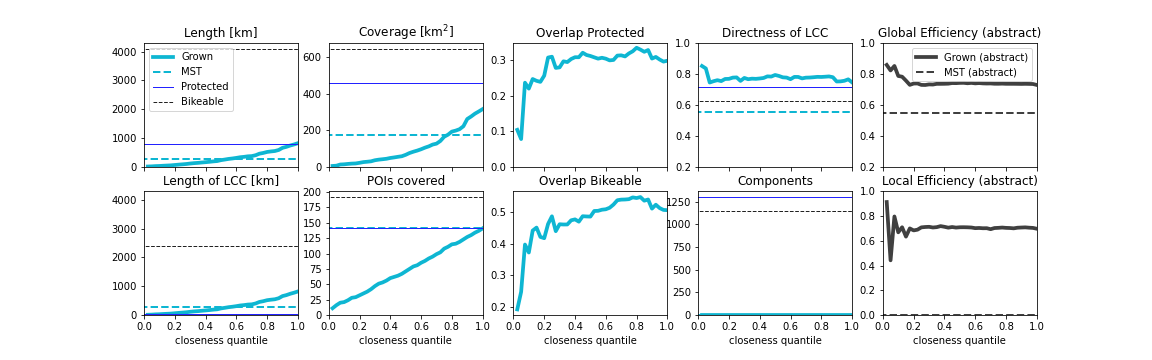 Length [km]
4000
3000
2000
1000
0
Grown
MST
Protected
Bikeable
Coverage [km²]
600
400
200
0
Overlap Protected
0.3
0.2
0.1
0.0
Directness of LCC
1.0
0.8
0.6
0.4
0.2
Global Efficiency (abstract)
1.0
0.8
0.6
0.4
0.2
Grown (abstract)
MST (abstract)
Length of LCC [km]
4000
3000
2000
1000
0
0.0 0.2 0.4 0.6 0.8 1.0
closeness quantile
POIs covered
200
175
150
125
100
75
50
25
0
0.0 0.2 0.4 0.6 0.8 1.0
closeness quantile
Overlap Bikeable
0.5
0.4
0.3
0.2
0.0 0.2 0.4 0.6 0.8 1.0
closeness quantile
Components
1250
1000
750
500
250
0
0.0 0.2 0.4 0.6 0.8 1.0
closeness quantile
Local Efficiency (abstract)
1.0
0.8
0.6
0.4
0.2
0.0
0.0 0.2 0.4 0.6 0.8 1.0
closeness quantile